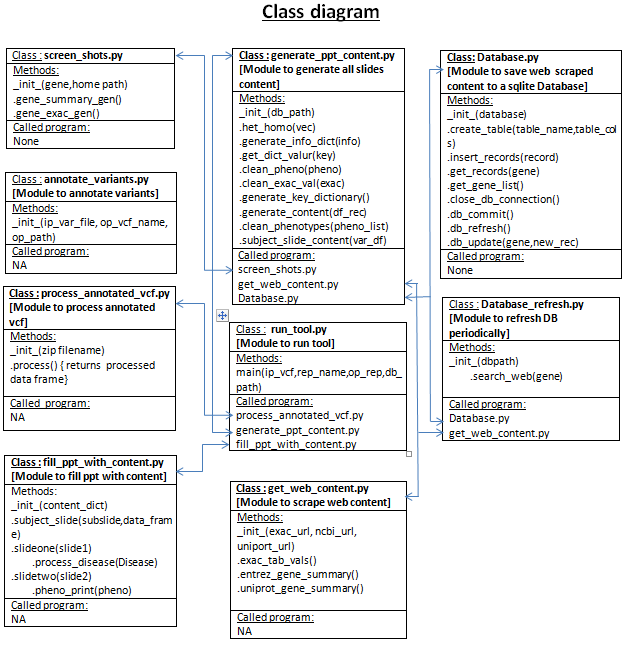 Class diagram
Class : screen_shots.py
Methods:
_init_(gene,home path)
.gene_summary_gen()
.gene_exac_gen()
Called program:
None
Class : annotate_variants.py
[Module to annotate variants]
Methods:
_init_(ip_var_file, op_vcf_name,
op_path)
Called program:
NA
Class : process_annotated_vcf.py
[Module to process annotated
vcf]
Methods:
_init_(zip filename)
.process() { returns processed
data frame}
Called program:
NA
Class : fill_ppt_with_content.py
[Module to fill ppt with content]
Methods:
_init_(content_dict)
.subject_slide(subslide,data_fram
e)
.slideone(slide1)
.process_disease(Disease)
.slidetwo(slide2)
.pheno_print(pheno)
Called program:
NA
Class : generate_ppt_content.py
[Module to generate all slides
content]
Methods:
_init_(db_path)
.het_homo(vec)
.generate_info_dict(info)
.get_dict_valur(key)
.clean_pheno(pheno)
.clean_exac_val(exac)
.generate_key_dictionary()
.generate_content(df_rec)
.clean_phenotypes(pheno_list)
.subject_slide_content(var_df)
Called program:
screen_shots.py
get_web_content.py
Database.py
Class : run_tool.py
[Module to run tool]
Methods:
main(ip_vcf,rep_name,op_rep,db_
path)
Called program:
process_annotated_vcf.py
generate_ppt_content.py
fill_ppt_with_content.py
Class : get_web_content.py
[Module to scrape web content]
Methods:
_init_(exac_url, ncbi_url,
uniport_url)
.exac_tab_vals()
.entrez_gene_summary()
.uniprot_gene_summary()
Called program:
NA
Class: Database.py
[Module to save web scraped
content to a sqlite Database]
Methods:
_init_(database)
.create_table(table_name,table_col
s)
.insert_records(record)
.get_records(gene)
.get_gene_list()
.close_db_connection()
.db_commit()
.db_refresh()
.db_update(gene,new_rec)
Called program:
None
Class : Database_refresh.py
[Module to refresh DB
periodically]
Methods:
_init_(dbpath)
.search_web(gene)
Called program:
Database.py
get_web_content.py